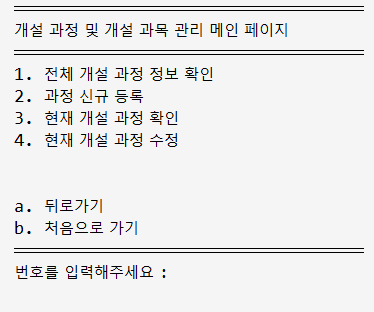 개설 과정 및 개설 과목 관리 메인 페이지
1. 전체 개설 과정 정보 확인
2. 과정 신규 등록
3. 현재 개설 과정 확인
4. 현재 개설 과정 수정
a. 뒤로가기
b. 처음으로 가기
번호를 입력해주세요 :